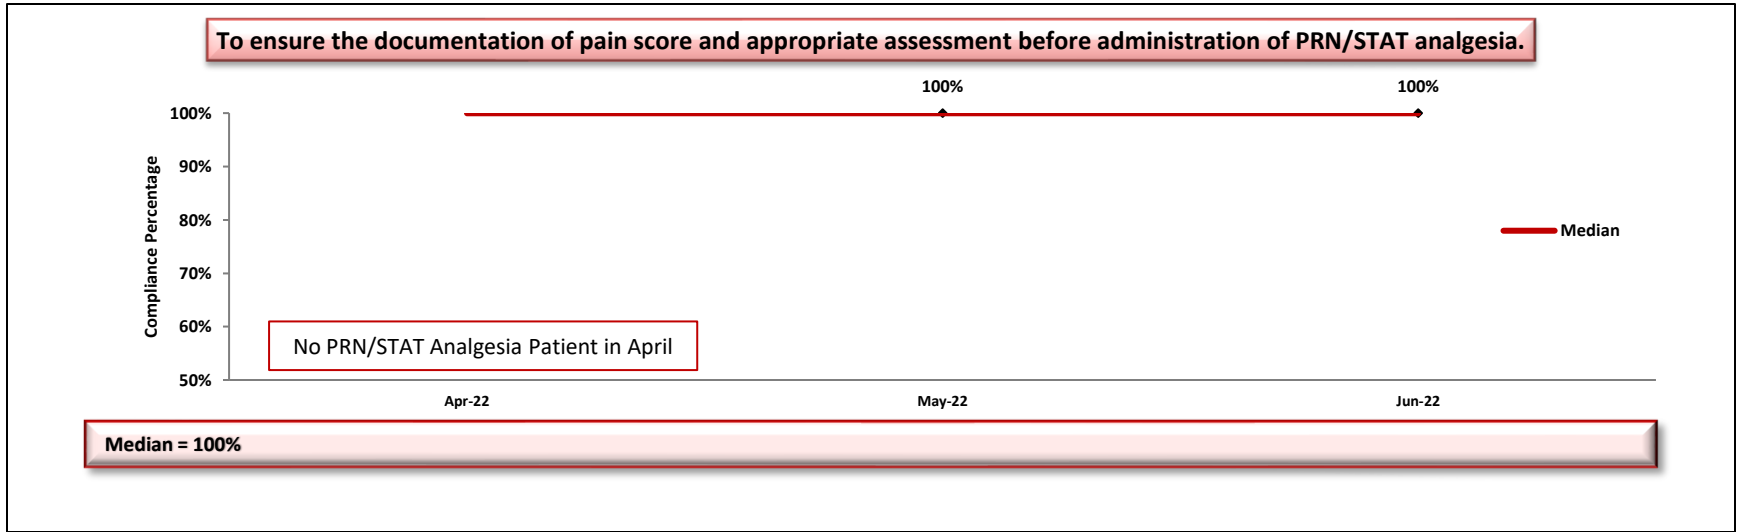 To ensure the documentation of pain score and appropriate assessment before administration of PRN/STAT analgesia.
100%
100%
100%
90%
80%
70%
60%
50%
Compliance Percentage
Median
No PRN/STAT Analgesia Patient in April
Apr-22
May-22
Jun-22
Median = 100%